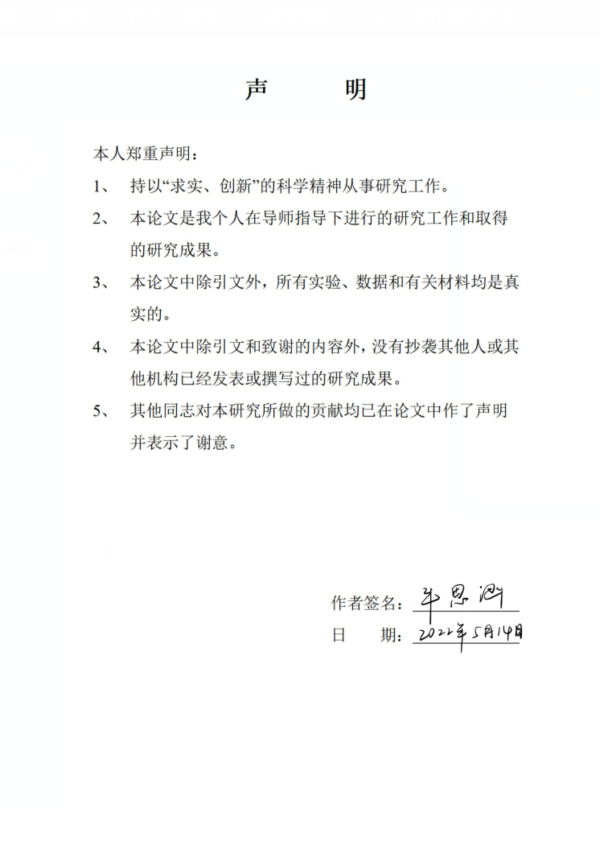 声 明
本人郑重声明：
1、 持以“求实、创新”的科学精神从事研究工作。
2、 本论文是我个人在导师指导下进行的研究工作和取得
的研究成果。
3、 本论文中除引文外，所有实验、数据和有关材料均是真
实的。
4、 本论文中除引文和致谢的内容外，没有抄袭其他人或其
他机构已经发表或撰写过的研究成果。
5、 其他同志对本研究所做的贡献均已在论文中作了声明
并表示了谢意。
作者签名：思
日 期：2022年5月14日